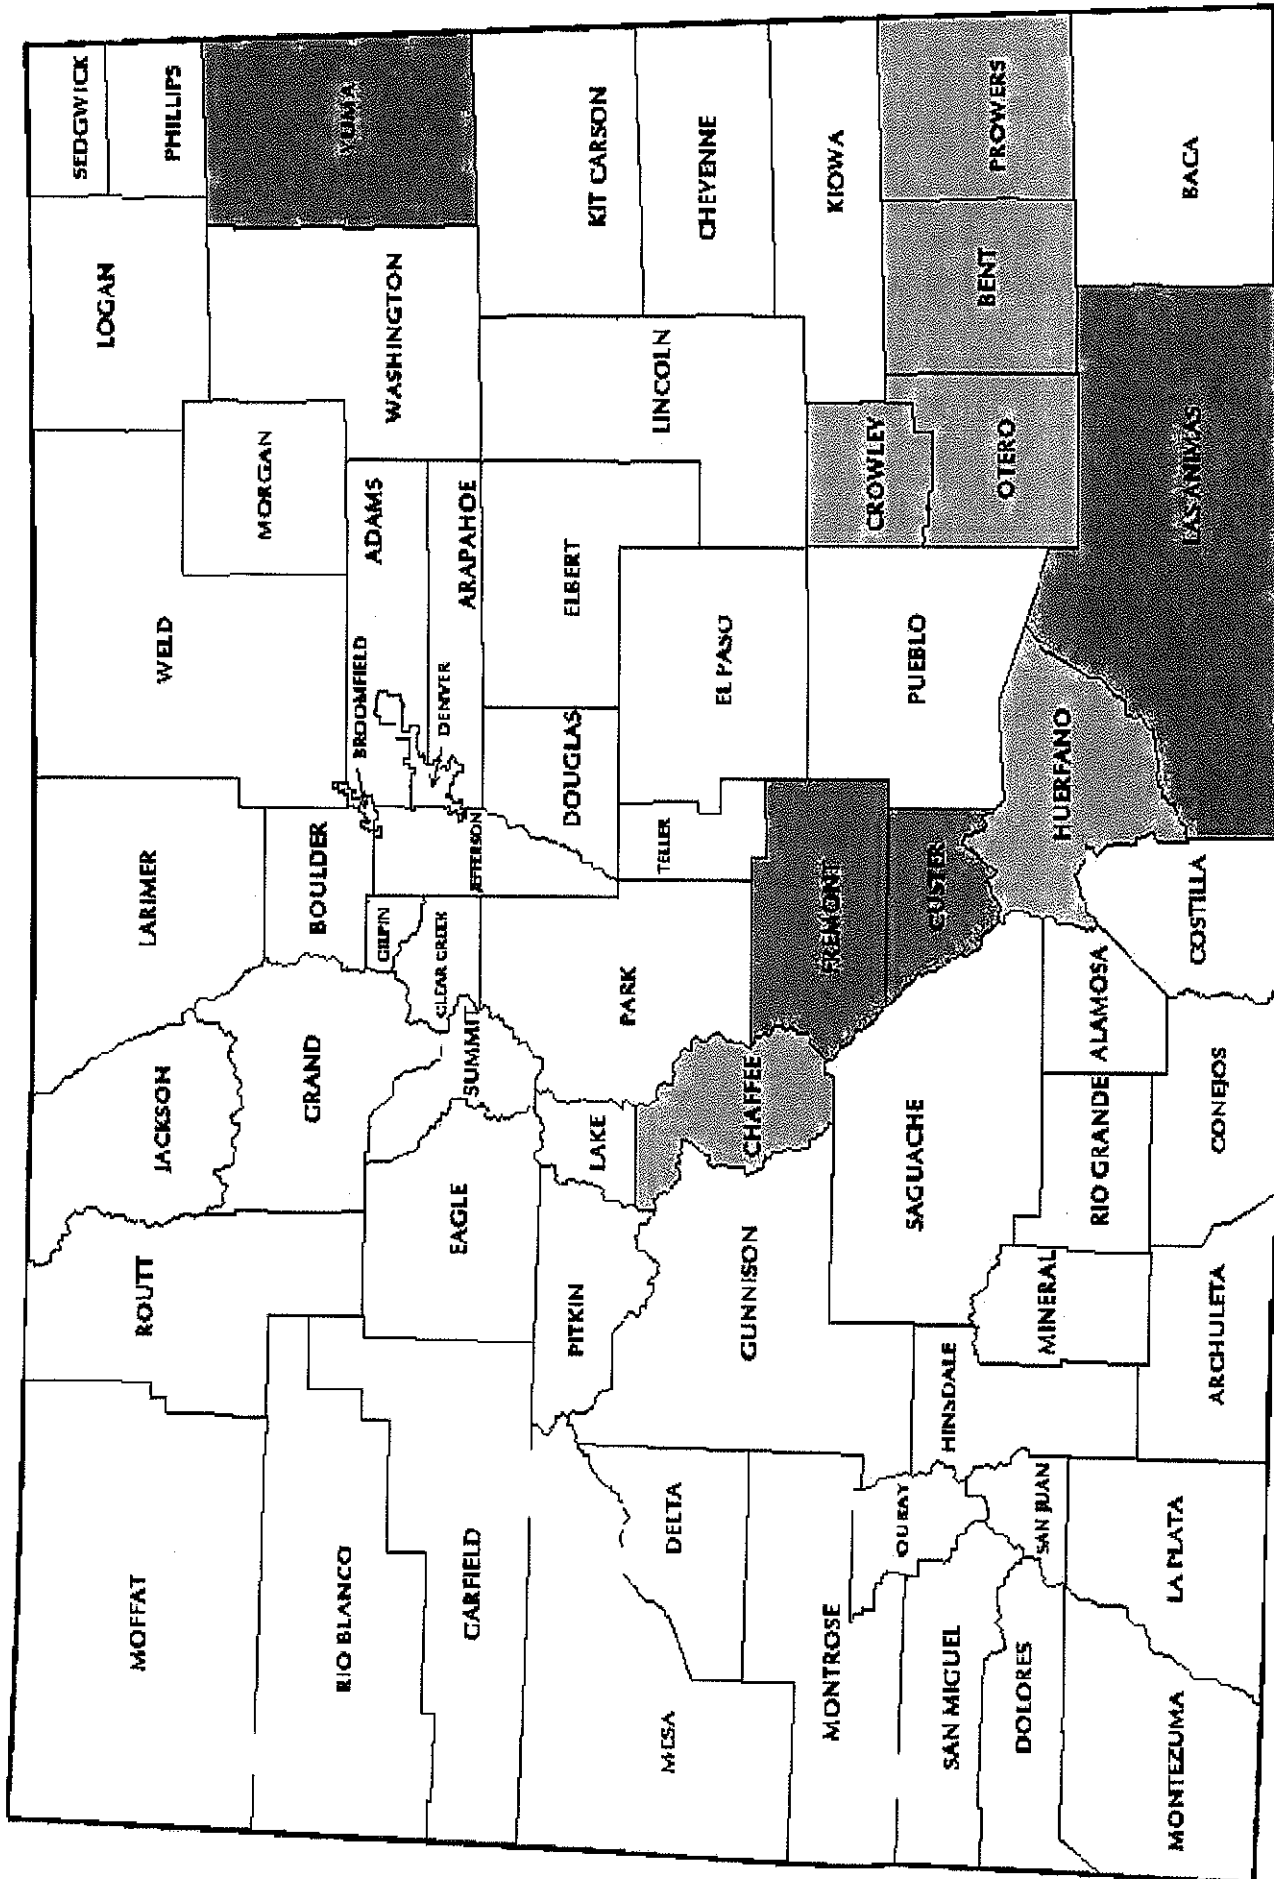 MOFFAT
ROUTT
JACKSON
LARIMER
WELD
LOGAN
SEDGWICK
PHILLIPS
MORGAN
YUMA
WASHINGTON
RIO BLANCO
GRAND
BOULDER
BROOMFIELD
GILPIN
ADAMS
CLEAR CREEK
DENVER
ARAPAHOE
GARFIELD
EAGLE
SUMMIT
JEFFERSON
PITKIN
LAKE
PARK
DOUGLAS
ELBERT
KIT CARSON
MESA
DELTA
TELLER
EL PASO
LINCOLN
CHEYENNE
GUNNISON
CHAFFEE
FREMONT
KIOWA
MONTROSE
OURAY
SAGUACHE
CUSTER
PUEBLO
CROWLEY
SAN MIGUEL
HINSDALE
OTERO
BENT
PROWERS
DOLORES
SAN JUAN
MINERAL
RIO GRANDE
ALAMOSA
HUERFANO
MONTEZUMA
LA PLATA
ARCHULETA
CONEJOS
COSTILLA
LAS ANIMAS
BACA